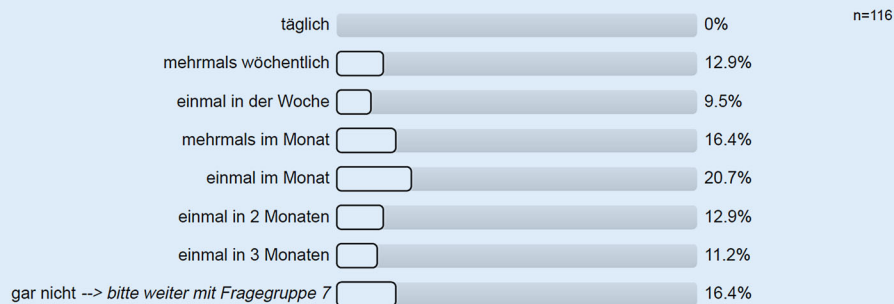 n=116
täglich 0%
mehrmals wöchentlich 12.9%
einmal in der Woche 9.5%
mehrmals im Monat 16.4%
einmal im Monat 20.7%
einmal in 2 Monaten 12.9%
einmal in 3 Monaten 11.2%
gar nicht --> bitte weiter mit Fragegruppe 7 16.4%